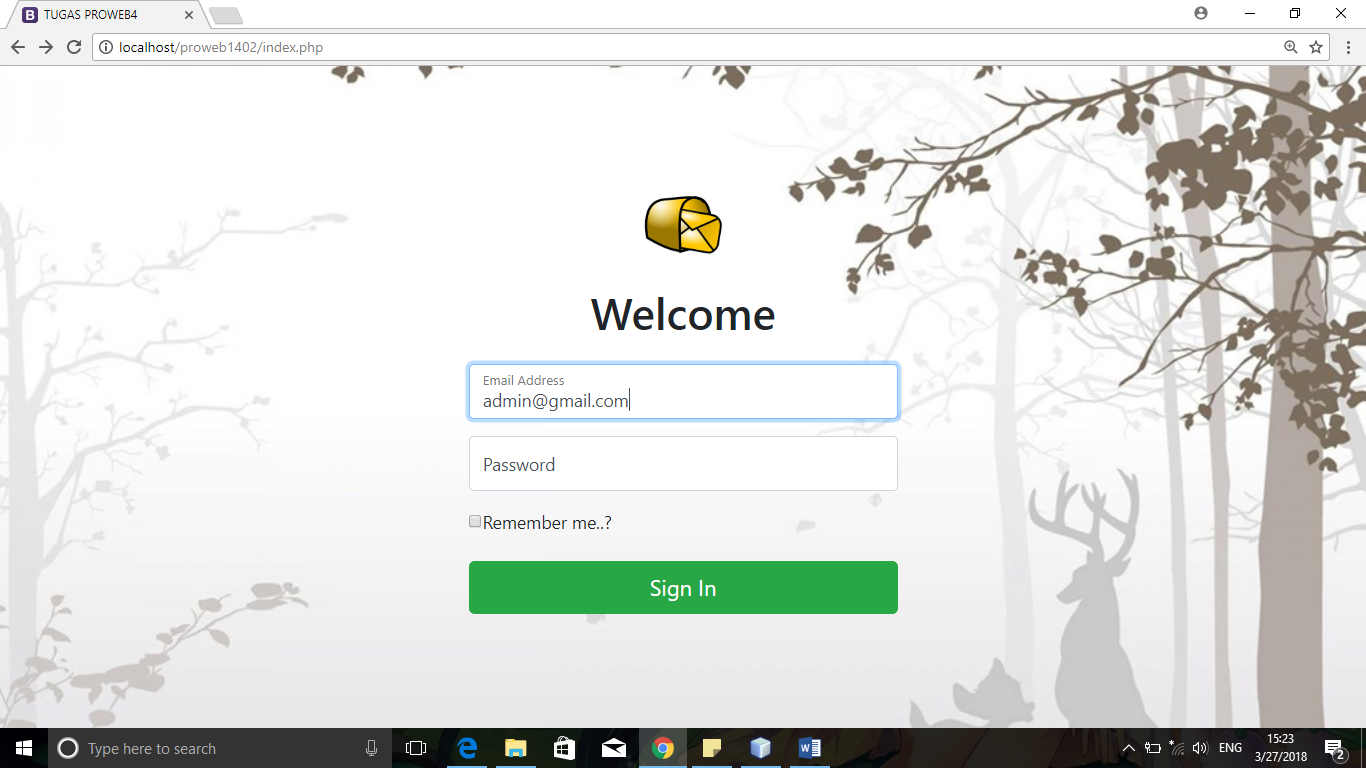 B TUGAS PROWEB4
localhost/proweb1402/index.php
Welcome
Email Address
admin@gmail.com
Password
Remember me..?
Sign In
Type here to search
ENG
15:23
3/27/2018
2